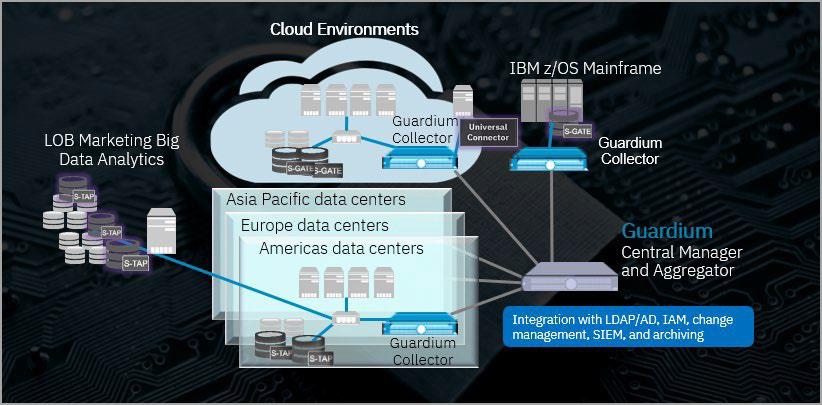 Cloud Environments
IBM z/OS Mainframe
Guardium
Collector
Universal
Connector
S-GATE
Guardium
Collector
LOB Marketing Big
Data Analytics
S-GATE
S-GATE
S-TAP
S-TAP
S-TAP
Asia Pacific data centers
Europe data centers
Americas data centers
Guardium
Central Manager
and Aggregator
Integration with LDAP/AD, IAM, change
management, SIEM, and archiving
S-TAP
S-TAP
Guardium
Collector